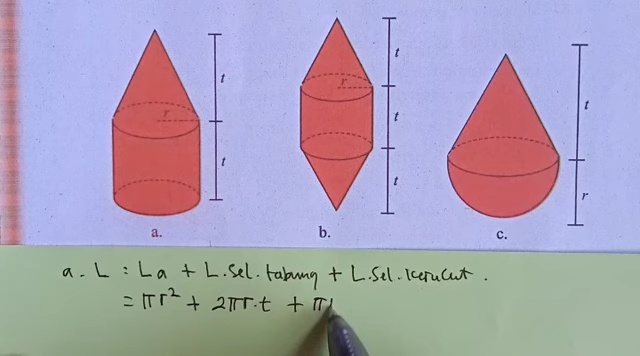 t
r
t
a.
r
t
t
t
b.
t
r
c.
a. L = La + L.Sel.tabung + L.Sel.kerucut.
= πr² + 2πr.t + π